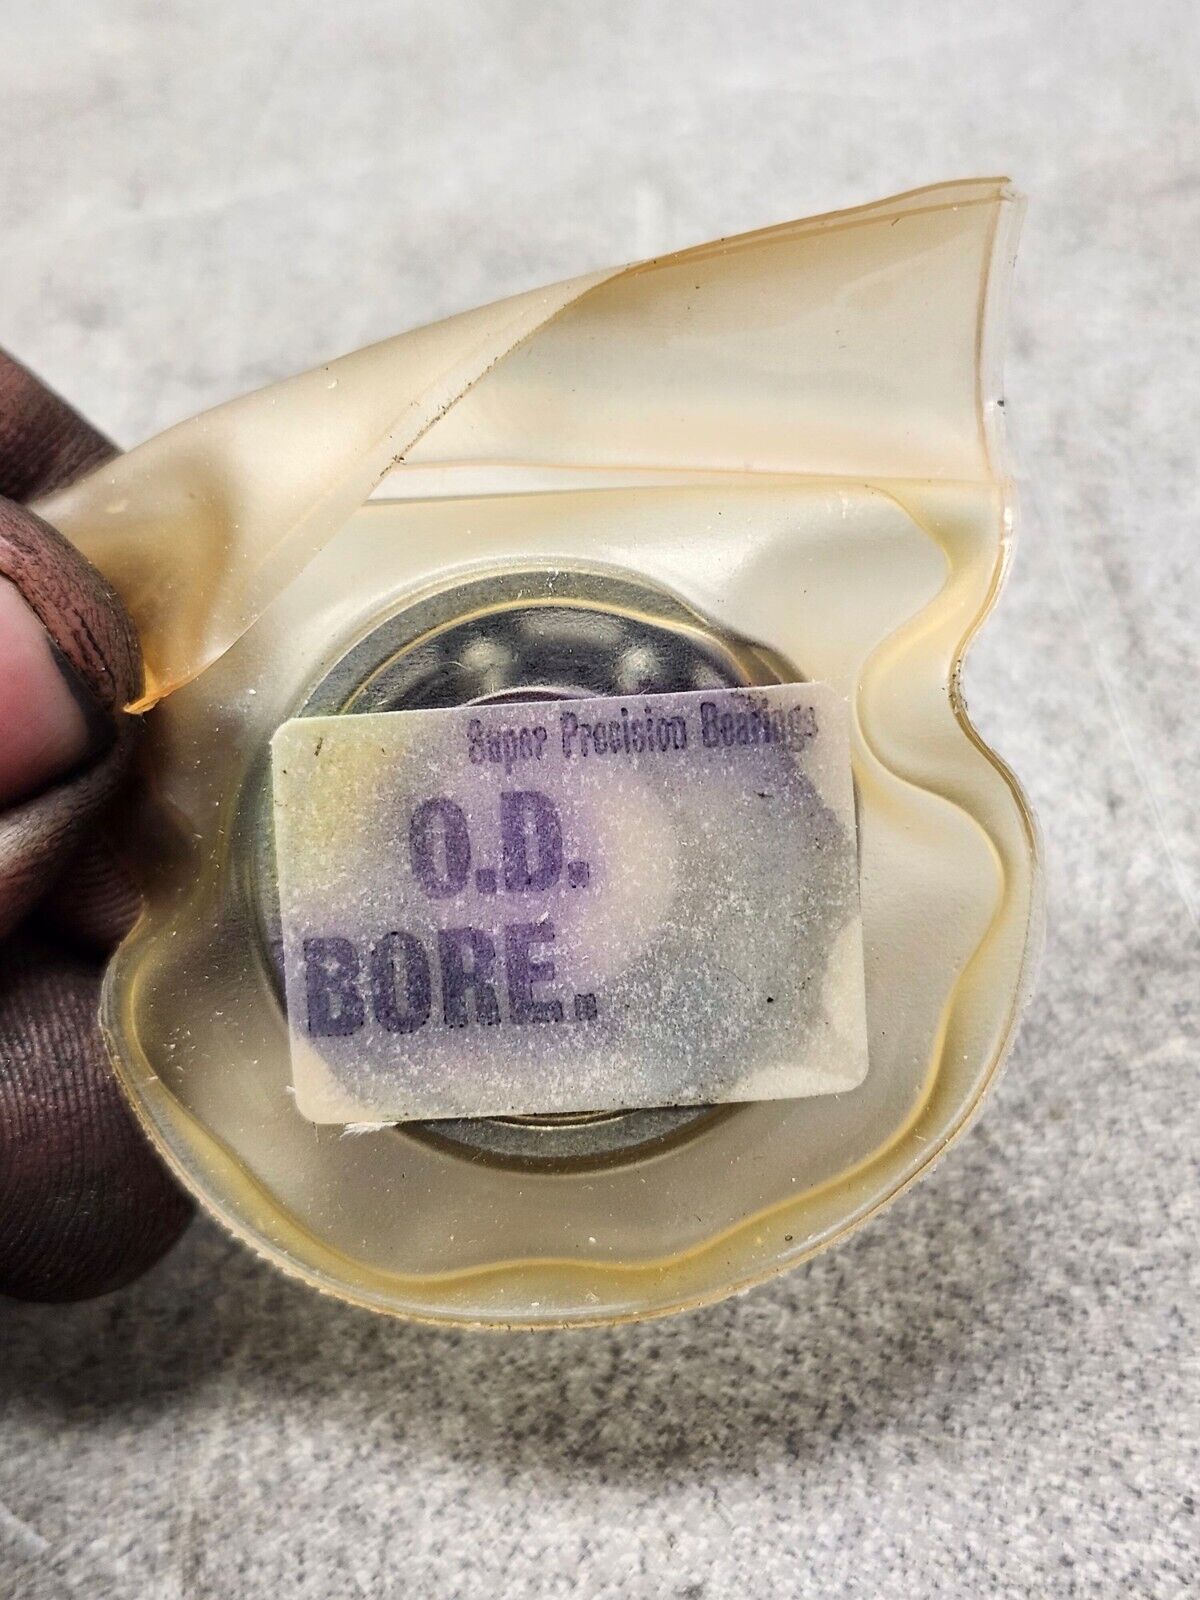 Super Precision Bearings
O.D.
BORE.